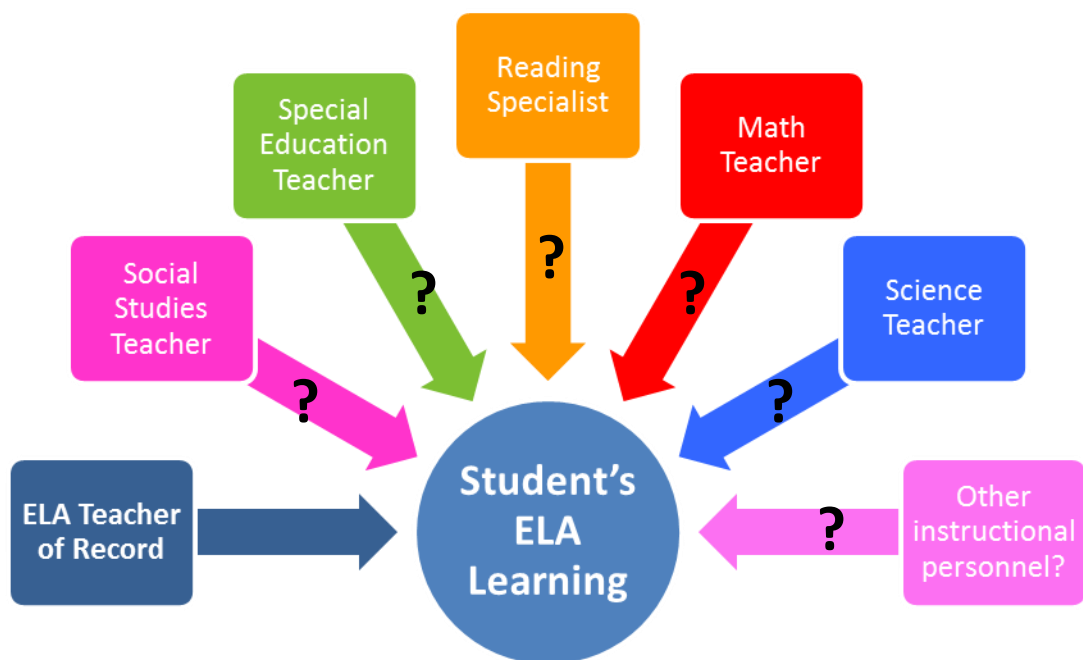 Reading
Specialist
Special
Education
Teacher
Math
Teacher
Social
Studies
Teacher
Science
Teacher
?
?
?
?
?
ELA Teacher
of Record
Student’s
ELA
Learning
Other
instructional
personnel?
?